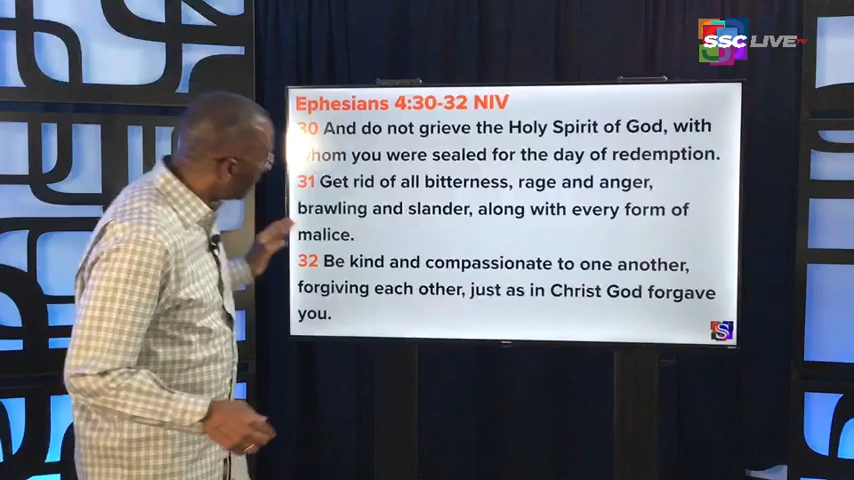 SSC LIVE TV
Ephesians 4:30-32 NIV
30 And do not grieve the Holy Spirit of God, with
whom you were sealed for the day of redemption.
31 Get rid of all bitterness, rage and anger,
brawling and slander, along with every form of
malice.
32 Be kind and compassionate to one another,
forgiving each other, just as in Christ God forgave
you.
S